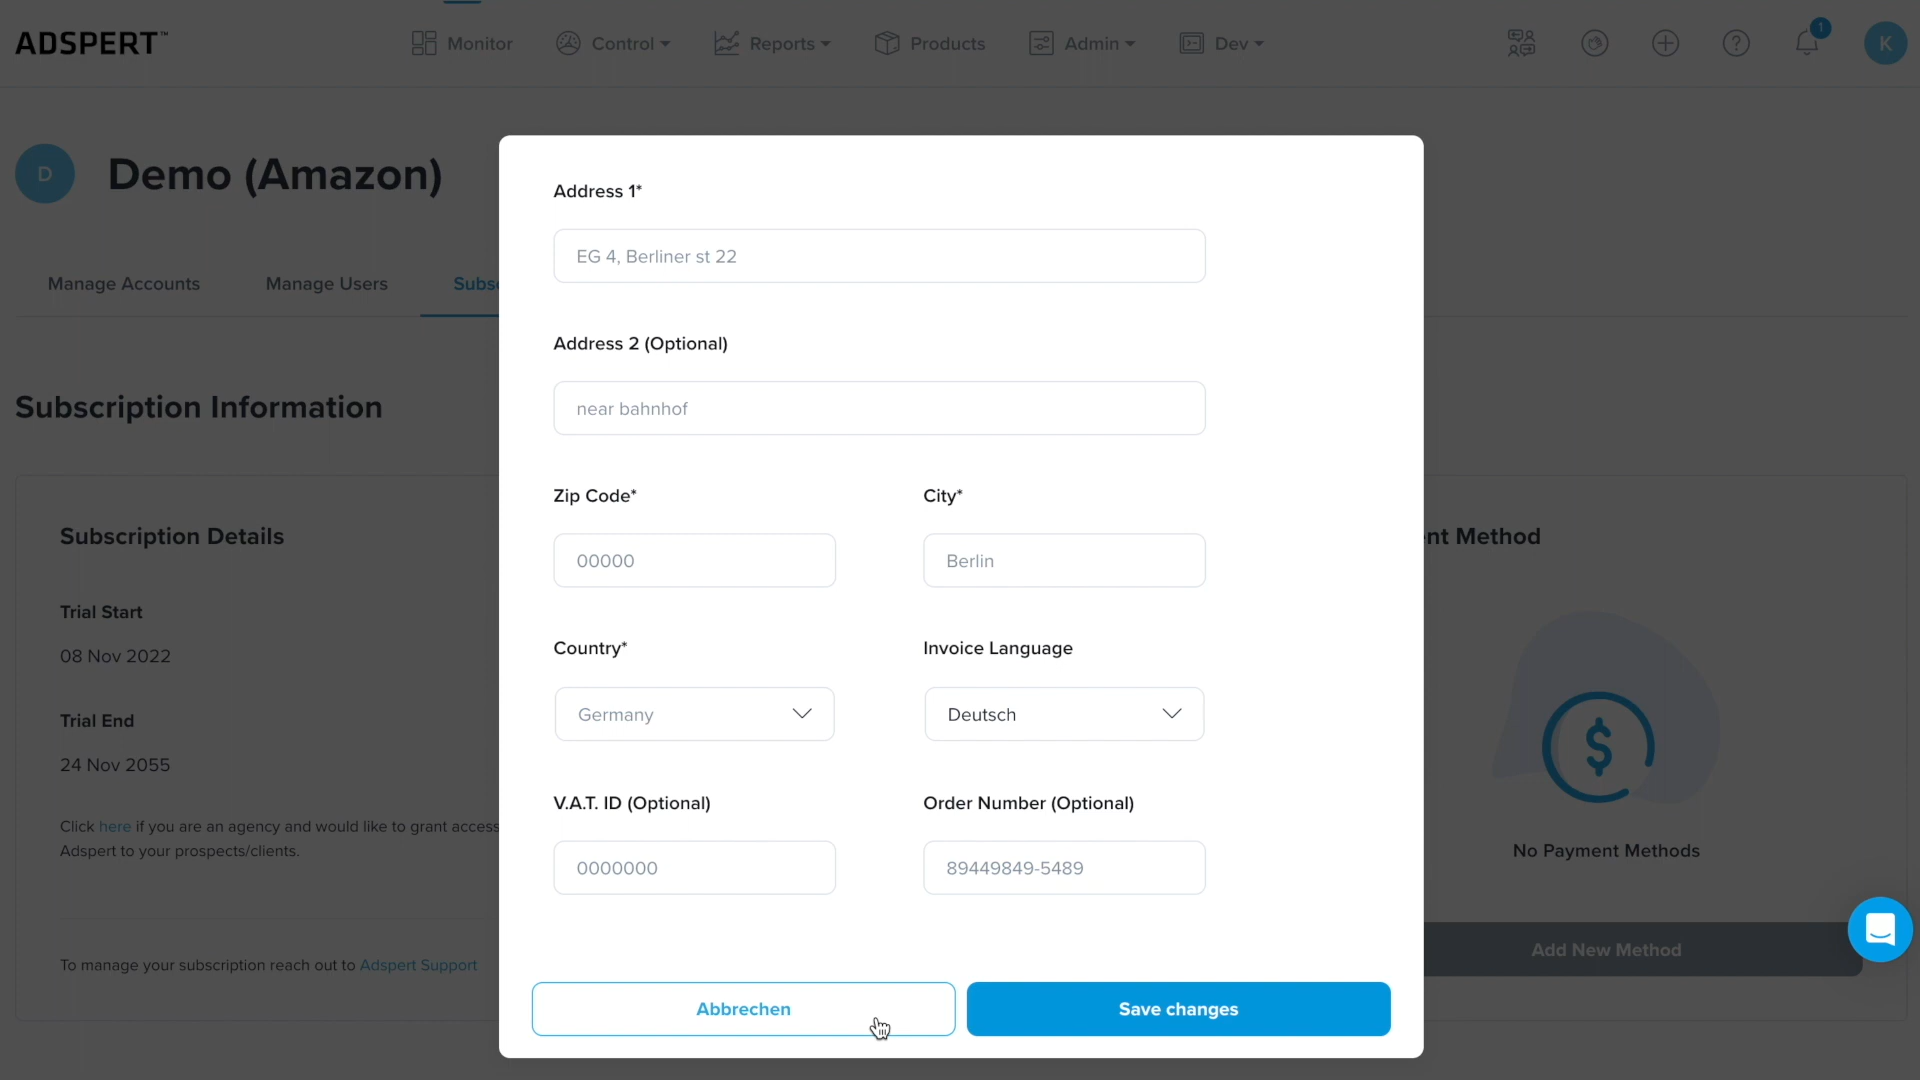 ADSPERT™
Monitor
Control
Reports
Products
Admin
Dev
1
K
D
Demo (Amazon)
Manage Accounts
Manage Users
Subsc
Subscription Information
Subscription Details
Trial Start
08 Nov 2022
Trial End
24 Nov 2055
Click here if you are an agency and would like to grant access
Adspert to your prospects/clients.
To manage your subscription reach out to Adspert Support
Address 1*
EG 4, Berliner st 22
Address 2 (Optional)
near bahnhof
Zip Code*
City*
00000
Berlin
Country*
Invoice Language
Germany
Deutsch
V.A.T. ID (Optional)
Order Number (Optional)
0000000
89449849-5489
Abbrechen
Save changes
nt Method
$
No Payment Methods
Add New Method